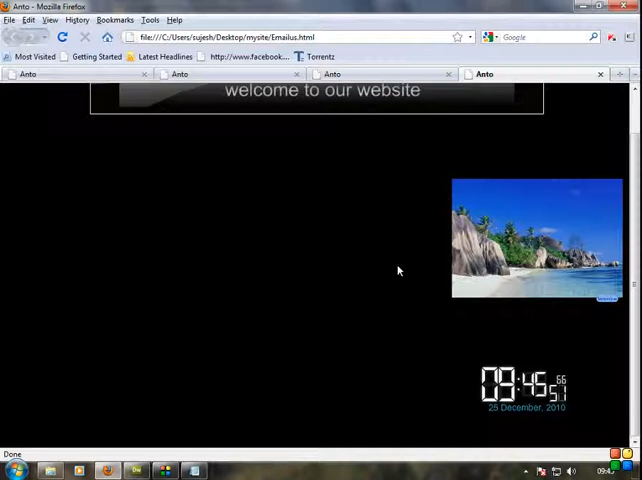 Anto - Mozilla Firefox
File Edit View History Bookmarks Tools Help
file:///C:/Users/sujesh/Desktop/mysite/Emailus.html
Google
Most Visited Getting Started Latest Headlines http://www.facebook.... Torrentz
Anto Anto Anto Anto
welcome to our website
09:45 51 66
25 December, 2010
Done